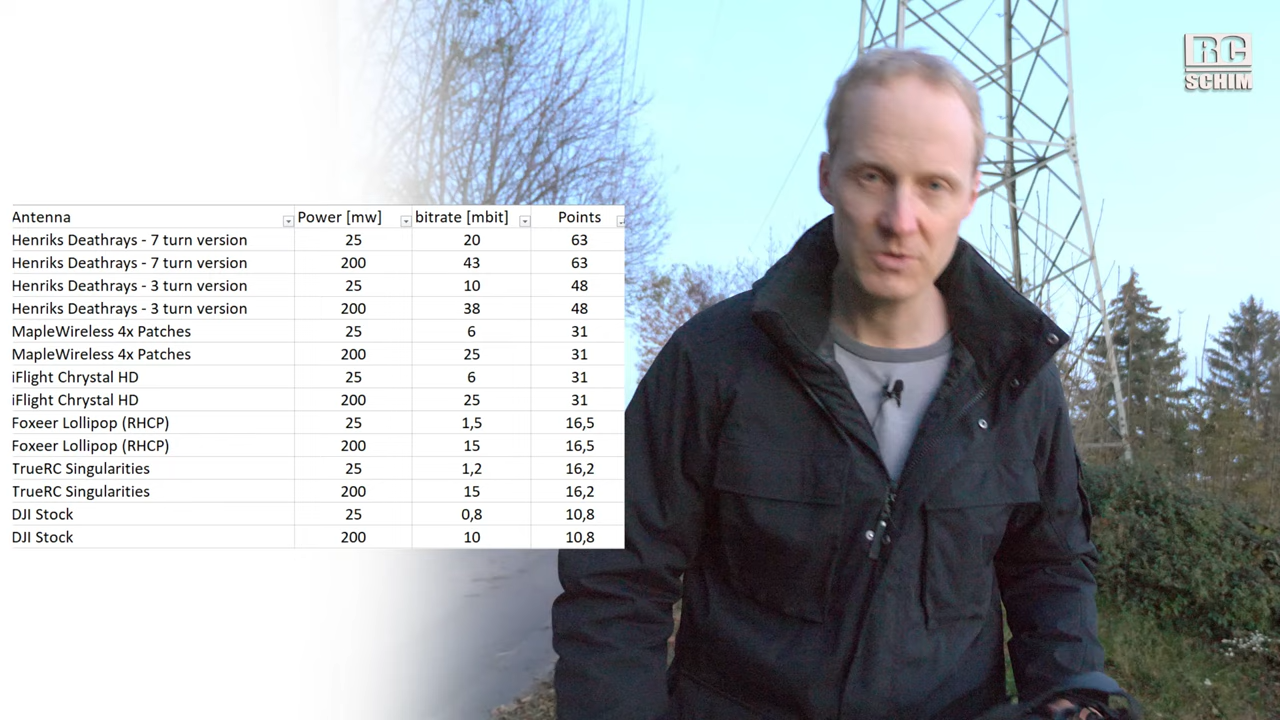 RC
SCHIM
Antenna Power [mw] bitrate [mbit] Points
Henriks Deathrays - 7 turn version 25 20 63
Henriks Deathrays - 7 turn version 200 43 63
Henriks Deathrays - 3 turn version 25 10 48
Henriks Deathrays - 3 turn version 200 38 48
MapleWireless 4x Patches 25 6 31
MapleWireless 4x Patches 200 25 31
iFlight Chrystal HD 25 6 31
iFlight Chrystal HD 200 25 31
Foxeer Lollipop (RHCP) 25 1,5 16,5
Foxeer Lollipop (RHCP) 200 15 16,5
TrueRC Singularities 25 1,2 16,2
TrueRC Singularities 200 15 16,2
DJI Stock 25 0,8 10,8
DJI Stock 200 10 10,8